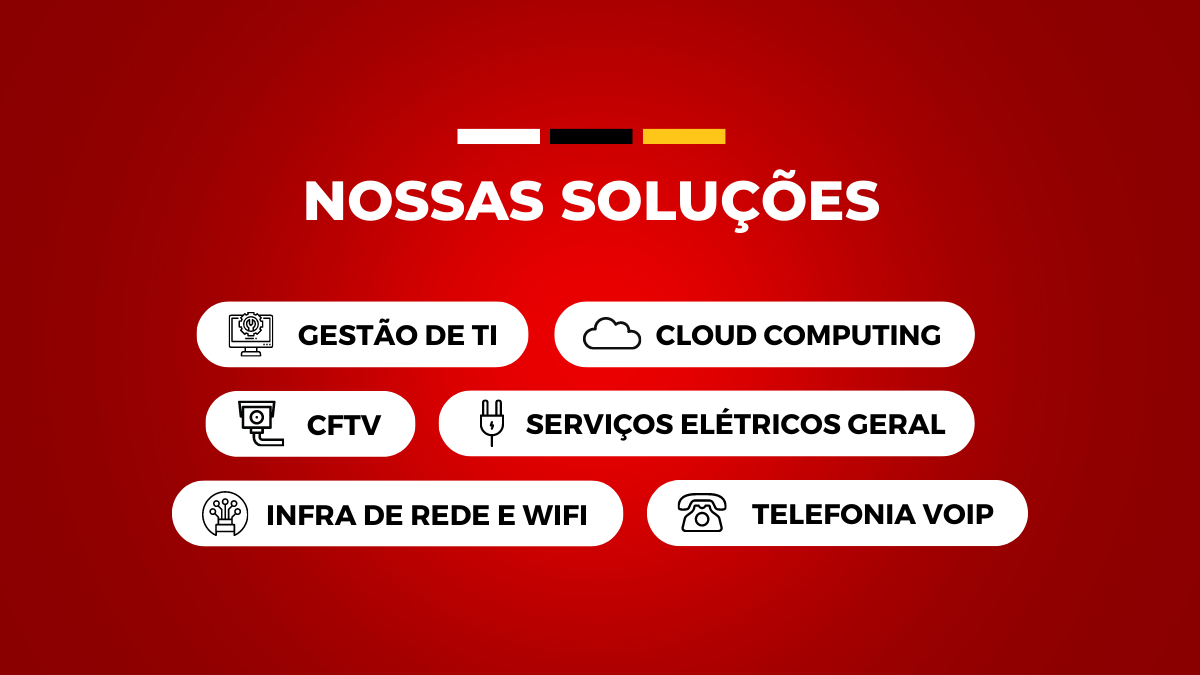 NOSSAS SOLUÇÕES
GESTÃO DE TI
CLOUD COMPUTING
CFTV
SERVIÇOS ELÉTRICOS GERAL
INFRA DE REDE E WIFI
TELEFONIA VOIP